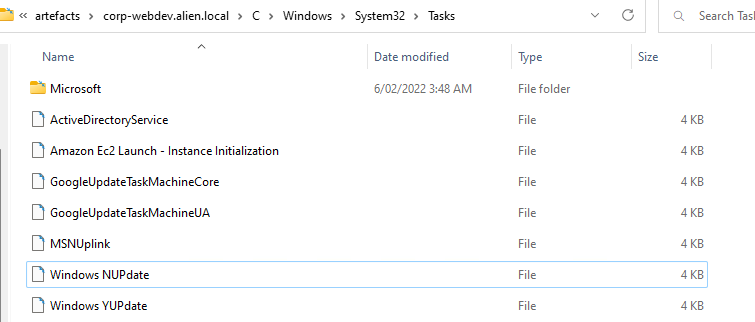 « artefacts > corp-webdev.alien.local > C > Windows > System32 > Tasks
Search Tas
Name Date modified Type Size
Microsoft 6/02/2022 3:48 AM File folder
ActiveDirectoryService File 4 KB
Amazon Ec2 Launch - Instance Initialization File 4 KB
GoogleUpdateTaskMachineCore File 4 KB
GoogleUpdateTaskMachineUA File 4 KB
MSNUplink File 4 KB
Windows NUPdate File 4 KB
Windows YUPdate File 4 KB